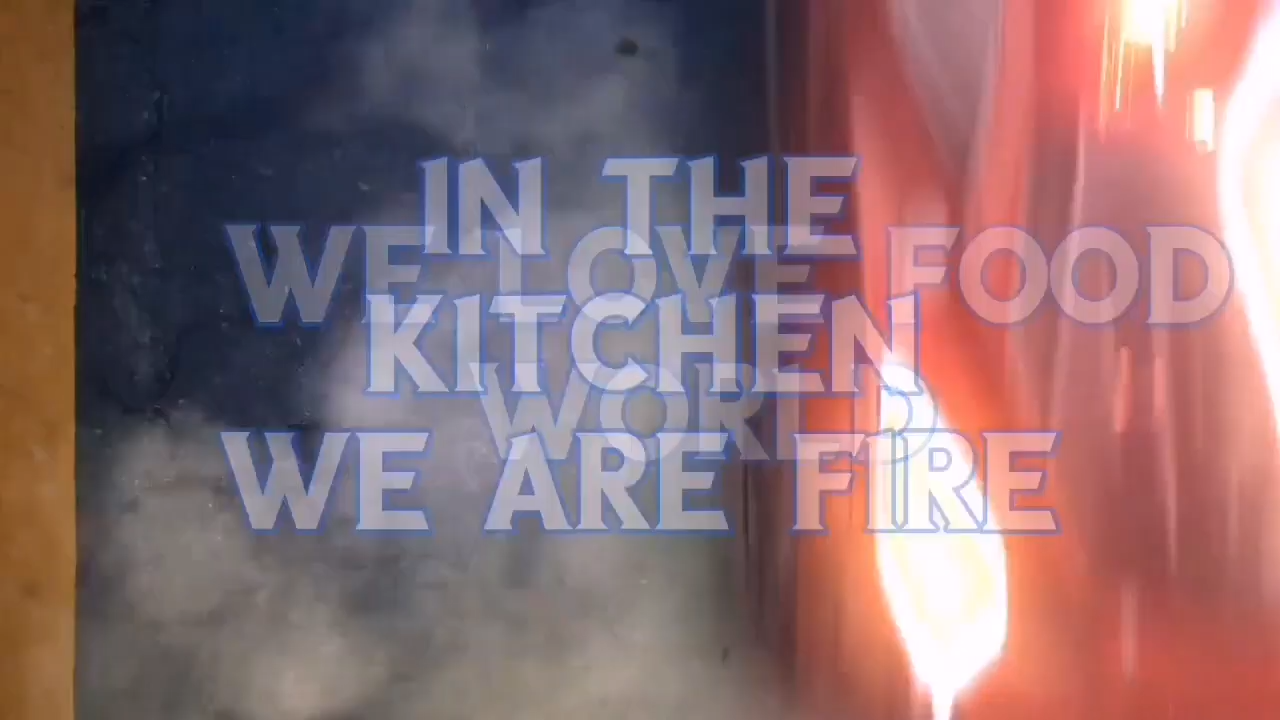 IN THE
KITCHEN
WE ARE FIRE
WE LOVE FOOD
WORLD